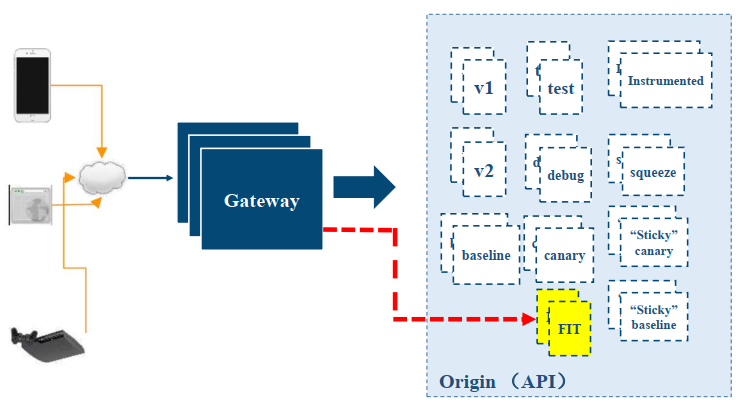 v1
test
Instrumented
v2
debug
squeeze
Gateway
baseline
canary
“Sticky”
canary
FIT
“Sticky”
baseline
Origin （API）